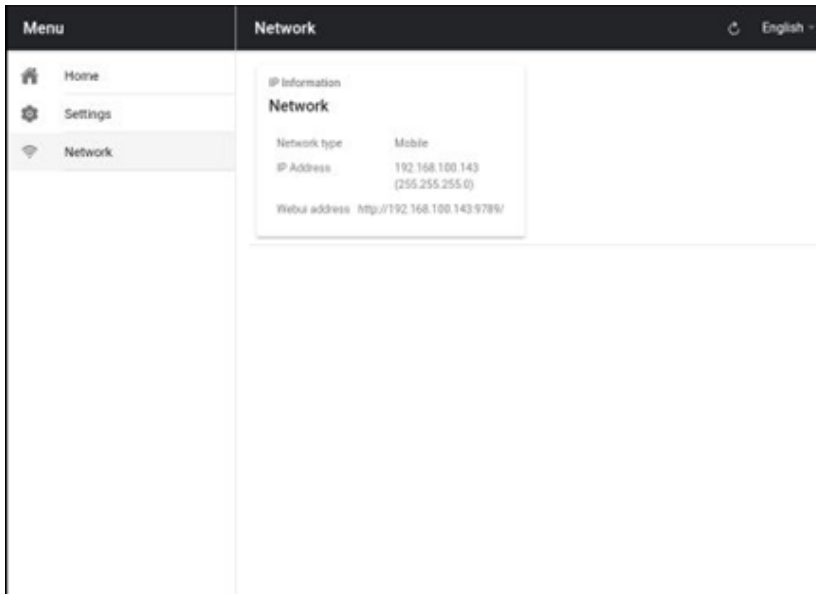 Menu
Network
English
Home
Settings
Network
IP Information
Network
Network type Mobile
IP Address 192.168.100.143
(255.255.255.0)
Webui address http://192.168.100.143:9789/